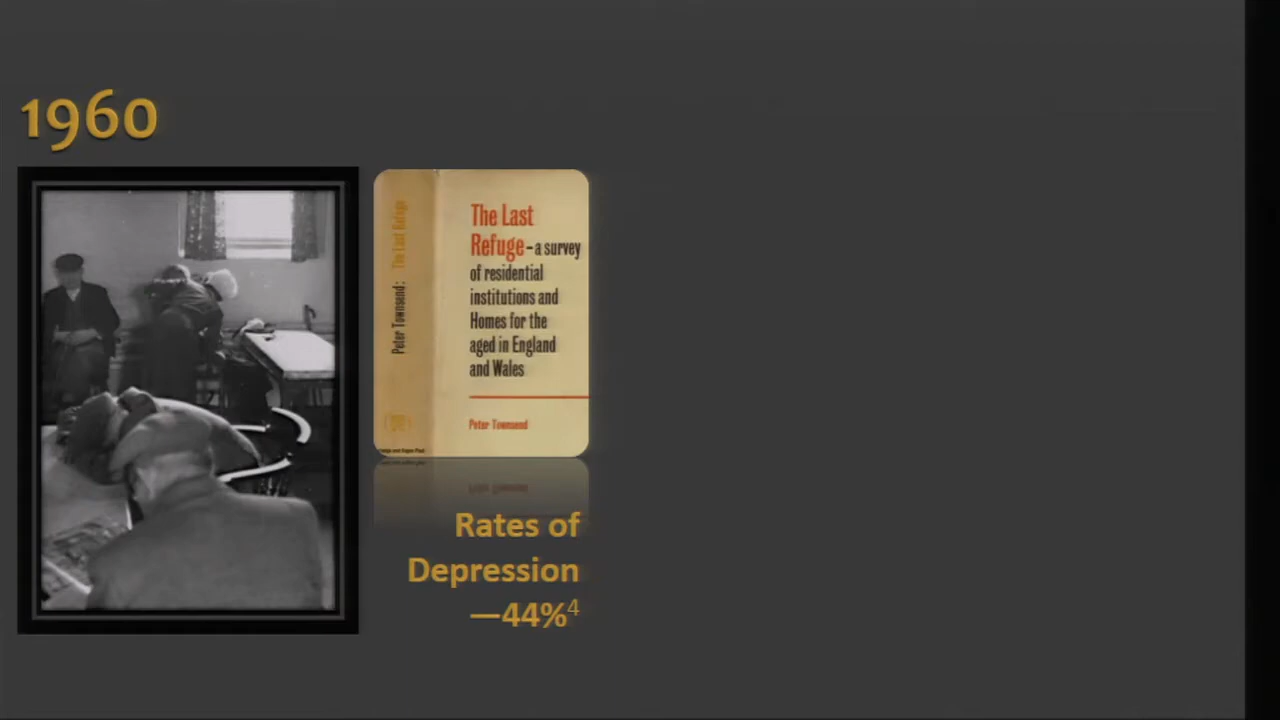 1960
Peter Townsend: The Last Refuge
The Last
Refuge – a survey
of residential
institutions and
Homes for the
aged in England
and Wales
Peter Townsend
Rates of
Depression
—44%4